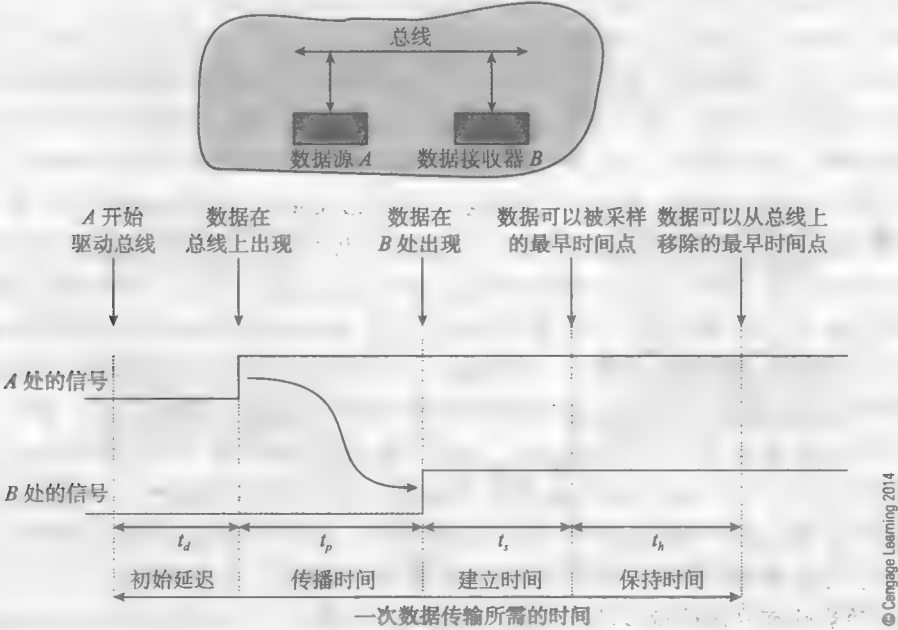 总线
数据源 A
数据接收器 B
A 开始
驱动总线
数据在
总线上出现
数据在
B 处出现
数据可以被采样
的最早时间点
数据可以从总线上
移除的最早时间点
A 处的信号
B 处的信号
t_d
t_p
t_s
t_h
初始延迟
传播时间
建立时间
保持时间
一次数据传输所需的时间
© Cengage Learning 2014